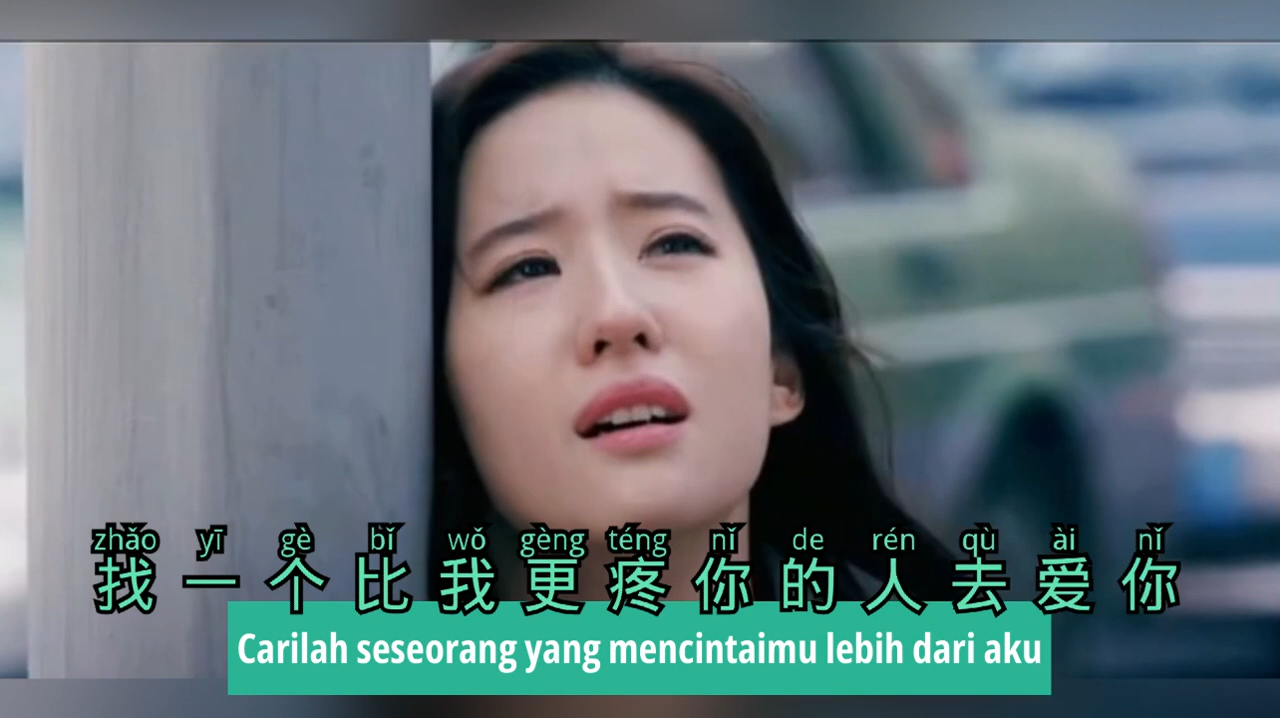 zhǎo yī gè bǐ wǒ gèng téng nǐ de rén qù ài nǐ
找一个比我更疼你的人去爱你
Carilah seseorang yang mencintaimu lebih dari aku